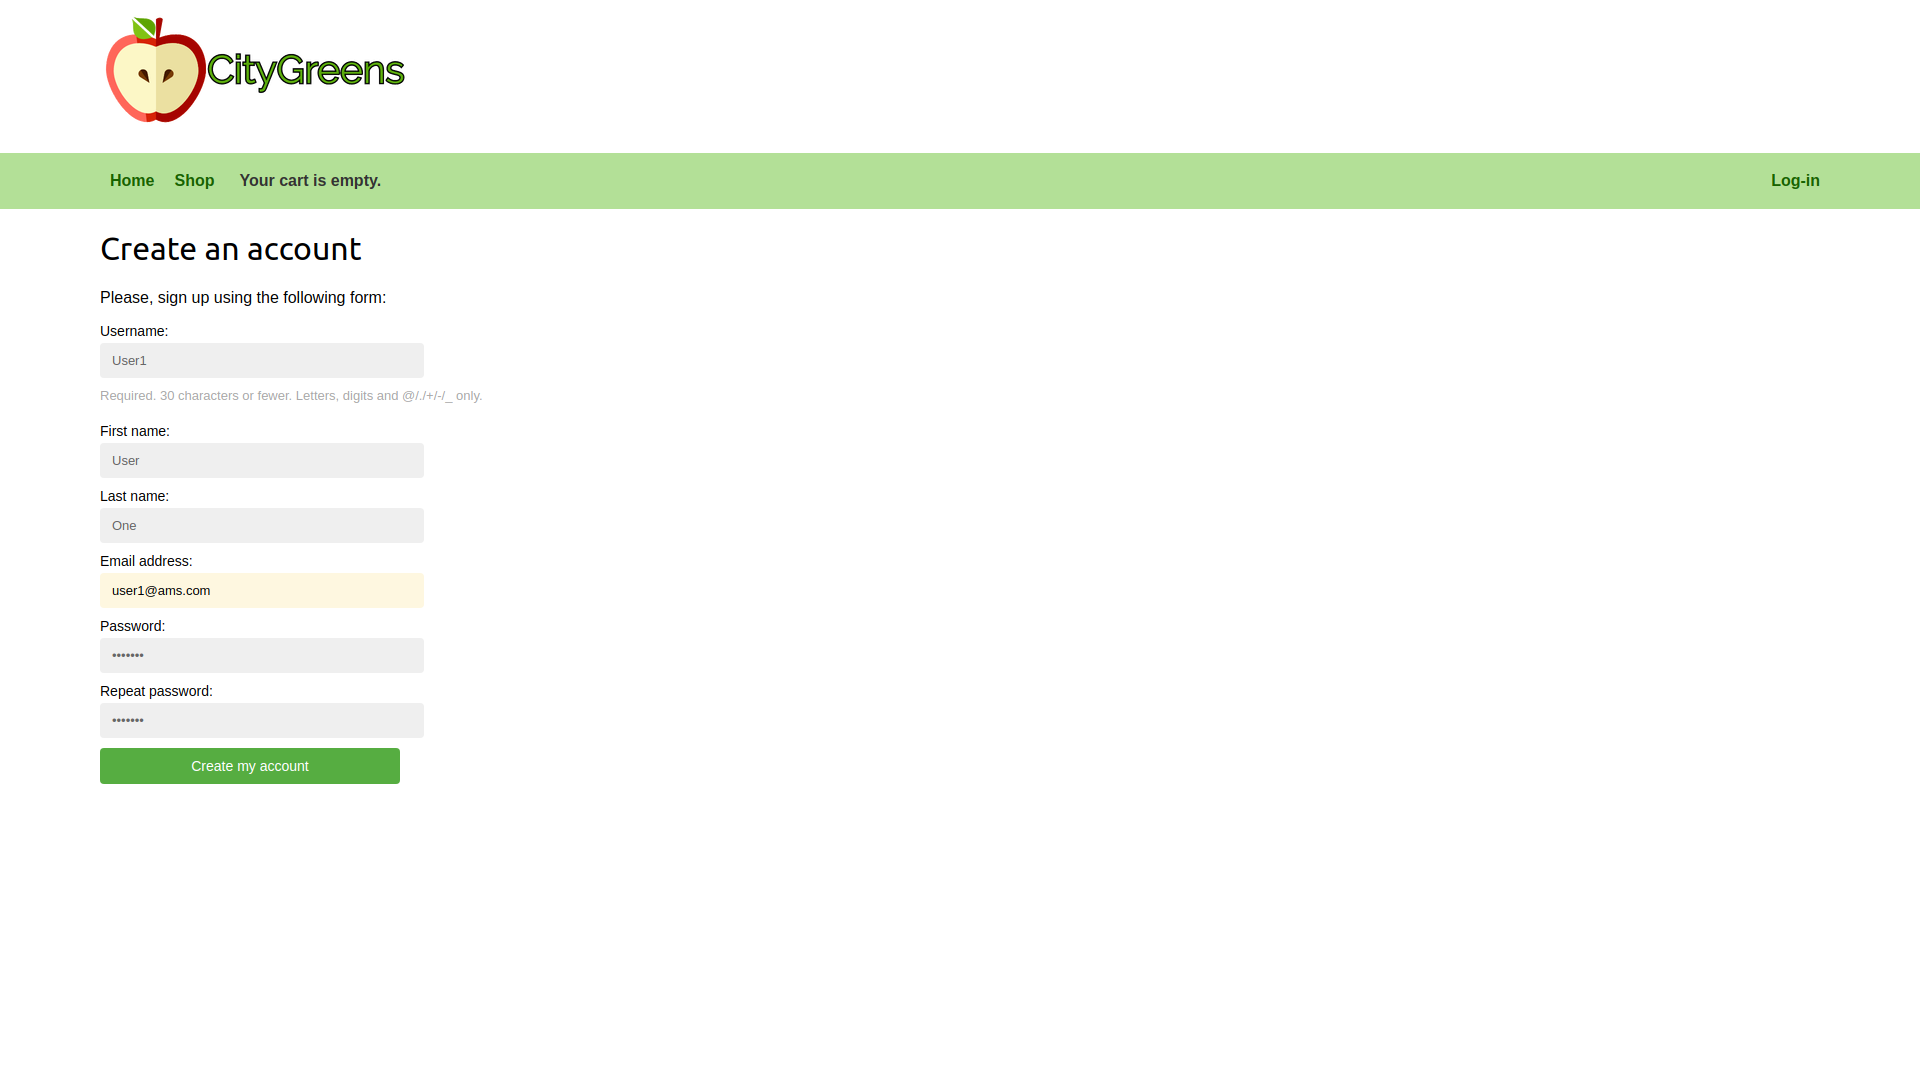 CityGreens
Home Shop Your cart is empty. Log-in
Create an account
Please, sign up using the following form:
Username:
User1
Required. 30 characters or fewer. Letters, digits and @/./+/-/_ only.
First name:
User
Last name:
One
Email address:
user1@ams.com
Password:
•••••••
Repeat password:
•••••••
Create my account